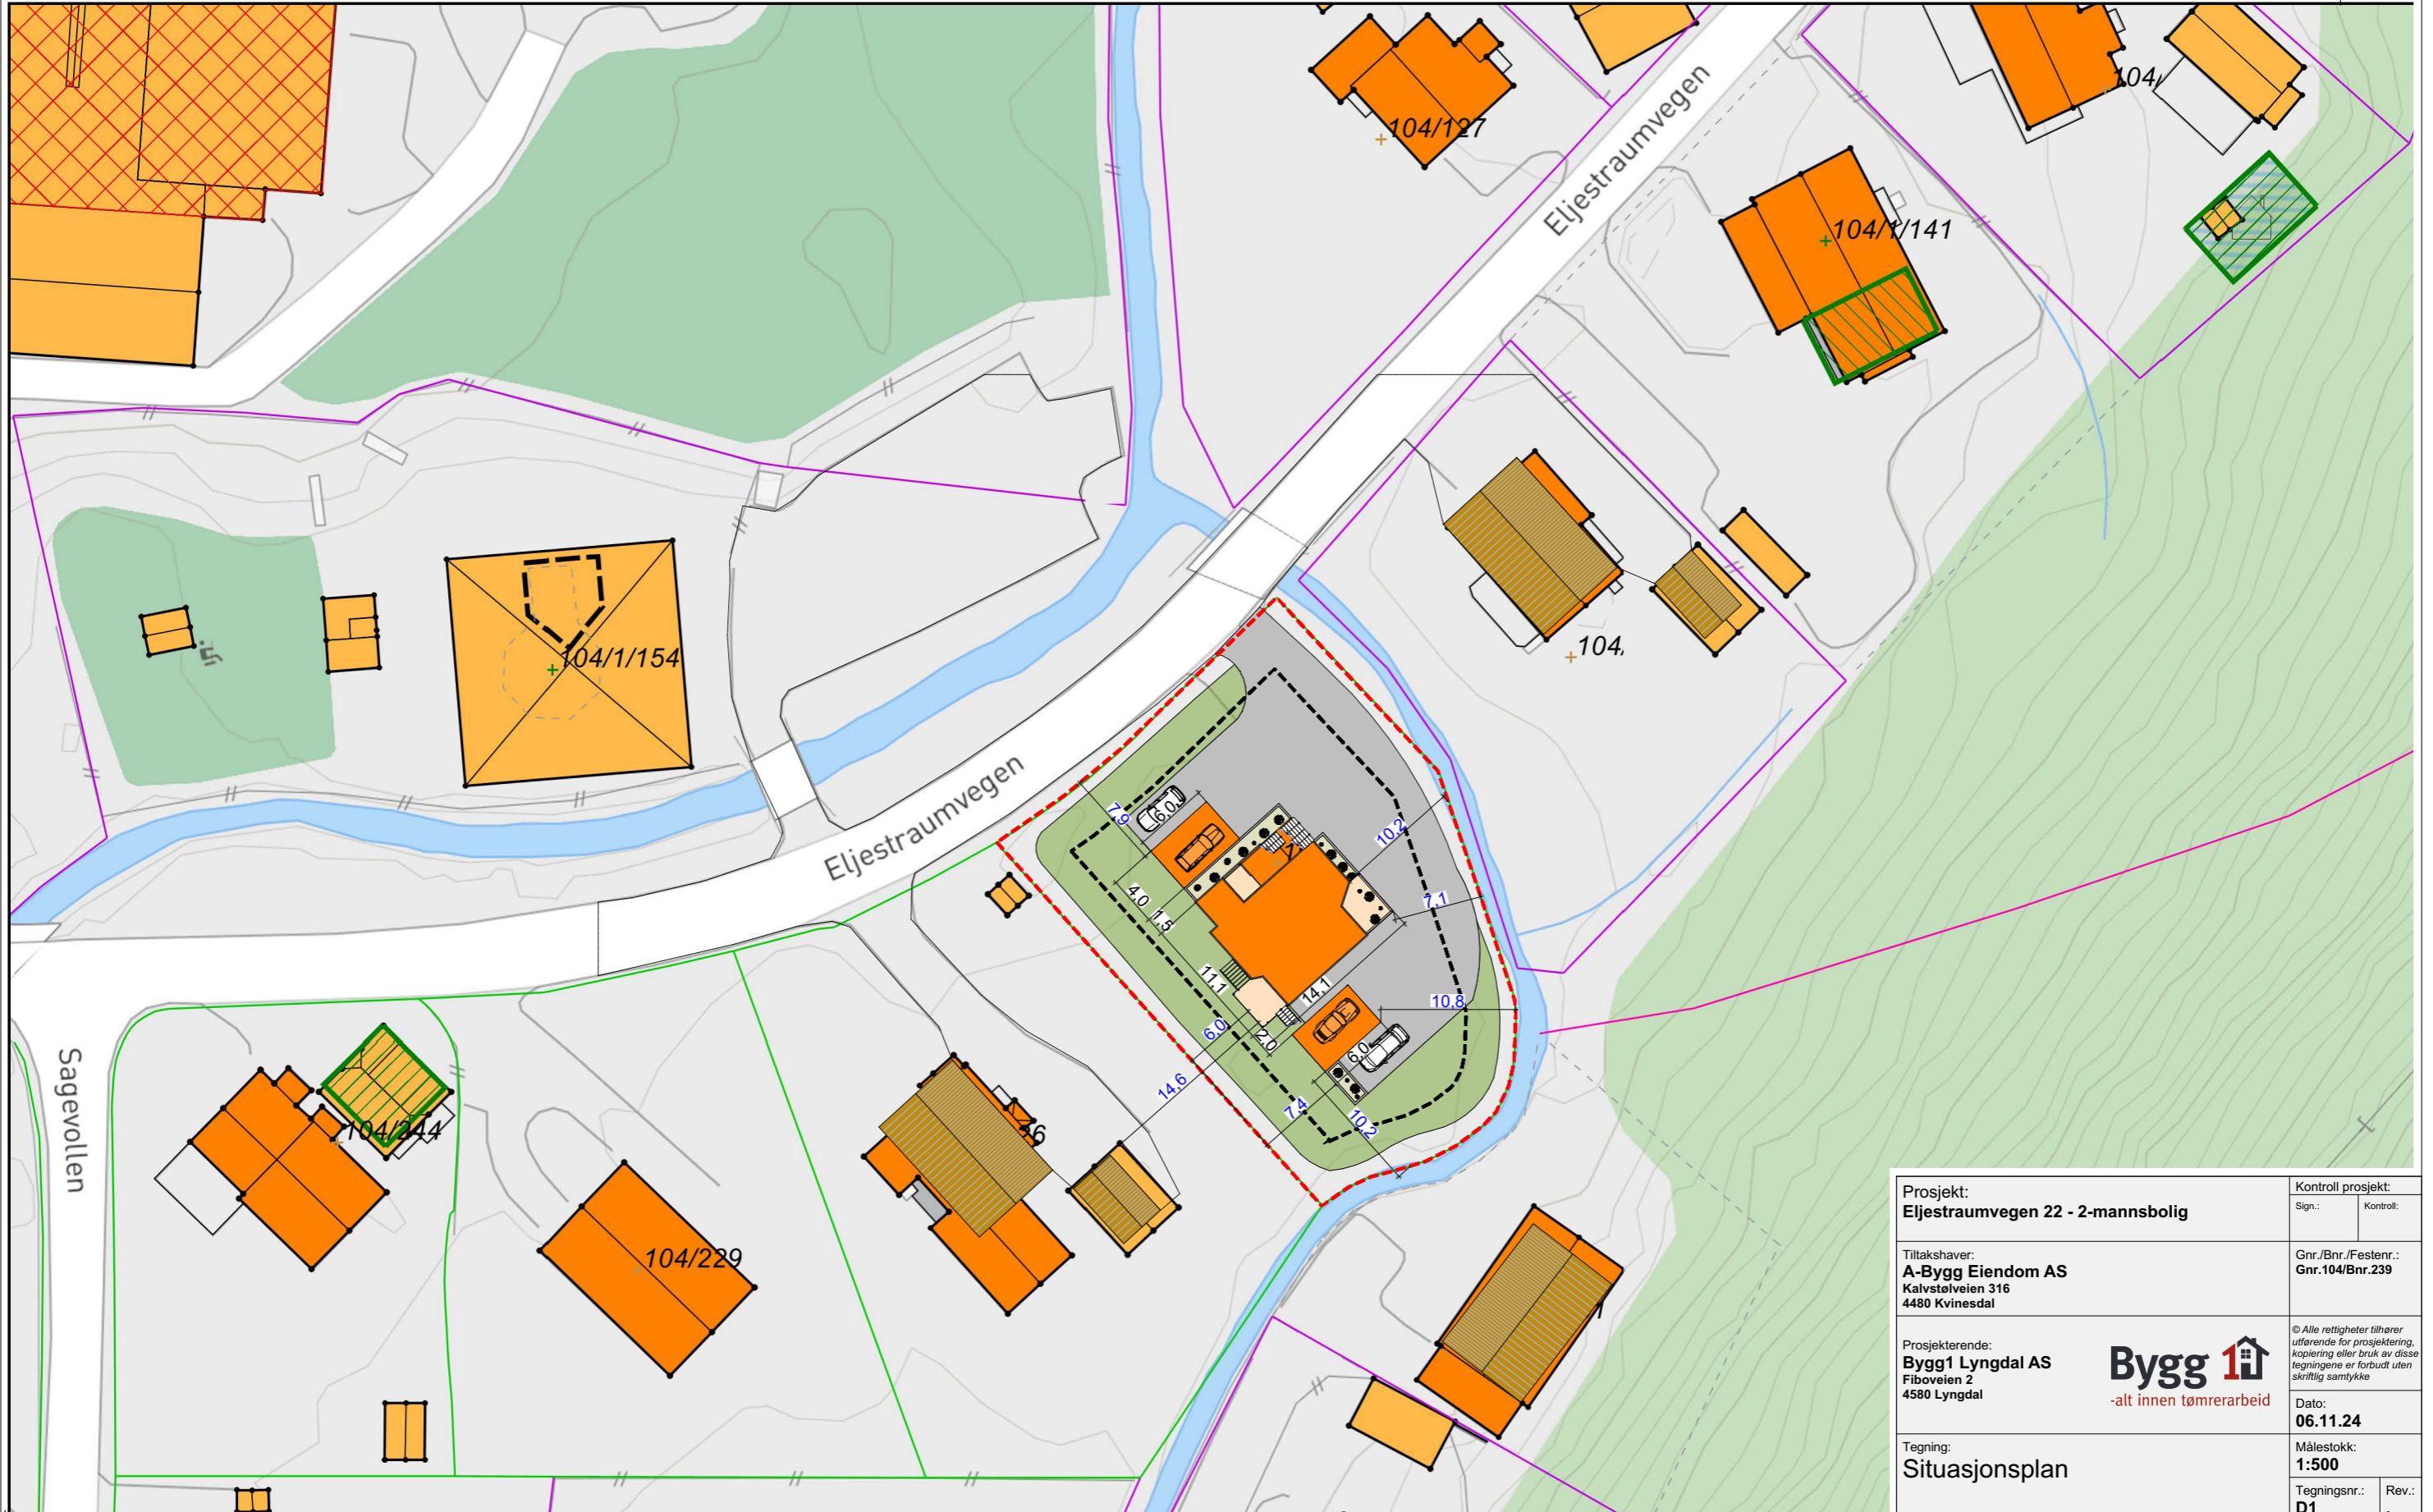 104/127
104/
Eljestraumvegen
104/1/141
104/1/154
104
Eljestraumvegen
7,9
6,0
10,2
7,1
4,0
1,5
11,1
14,1
10,8
6,0
2,0
6,0
14,6
7,4
10,2
Sagevollen
104/244
104/229
6
1
Prosjekt:
Eljestraumvegen 22 - 2-mannsbolig
Kontroll prosjekt:
Sign.:
Kontroll:
Tiltakshaver:
A-Bygg Eiendom AS
Kalvstølveien 316
4480 Kvinesdal
Gnr./Bnr./Festenr.:
Gnr.104/Bnr.239
Prosjekterende:
Bygg1 Lyngdal AS
Fiboveien 2
4580 Lyngdal
Bygg 1
-alt innen tømrerarbeid
© Alle rettigheter tilhører
utførende for prosjektering,
kopiering eller bruk av disse
tegningene er forbudt uten
skriftlig samtykke
Dato:
06.11.24
Tegning:
Situasjonsplan
Målestokk:
1:500
Tegningsnr.:
D1
Rev.: